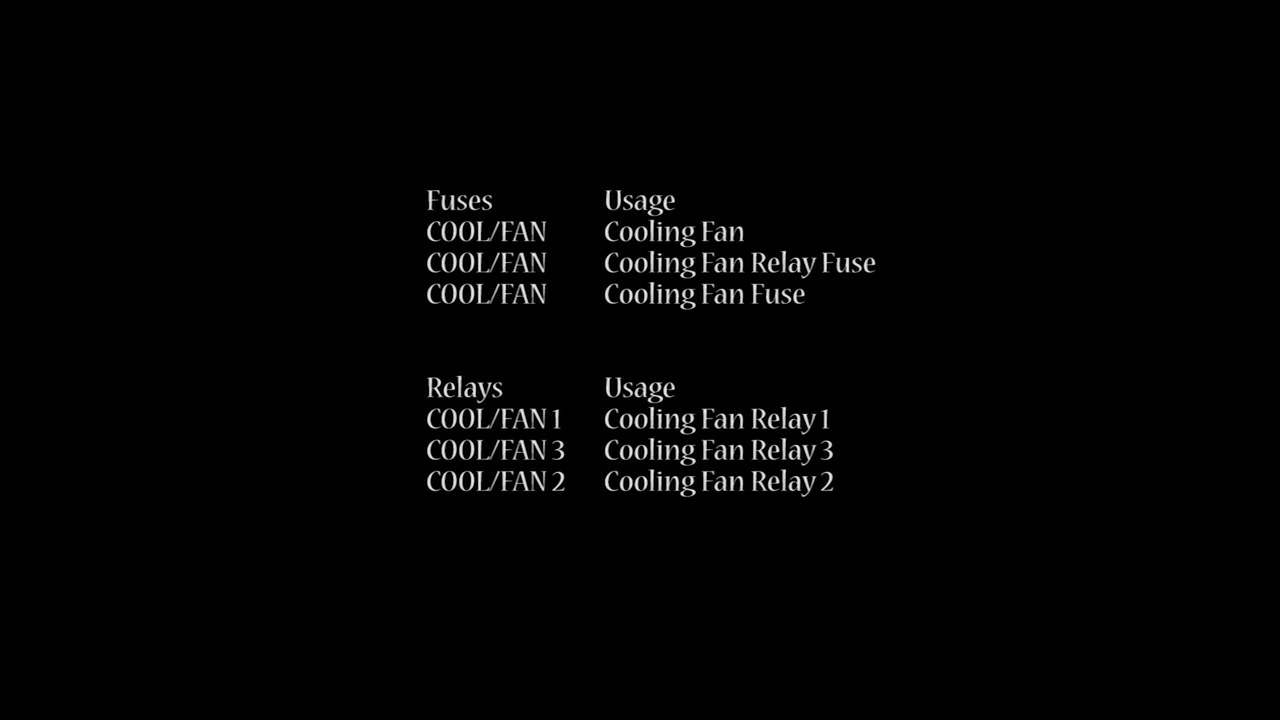 Fuses Usage
COOL/FAN Cooling Fan
COOL/FAN Cooling Fan Relay Fuse
COOL/FAN Cooling Fan Fuse
Relays Usage
COOL/FAN 1 Cooling Fan Relay 1
COOL/FAN 3 Cooling Fan Relay 3
COOL/FAN 2 Cooling Fan Relay 2